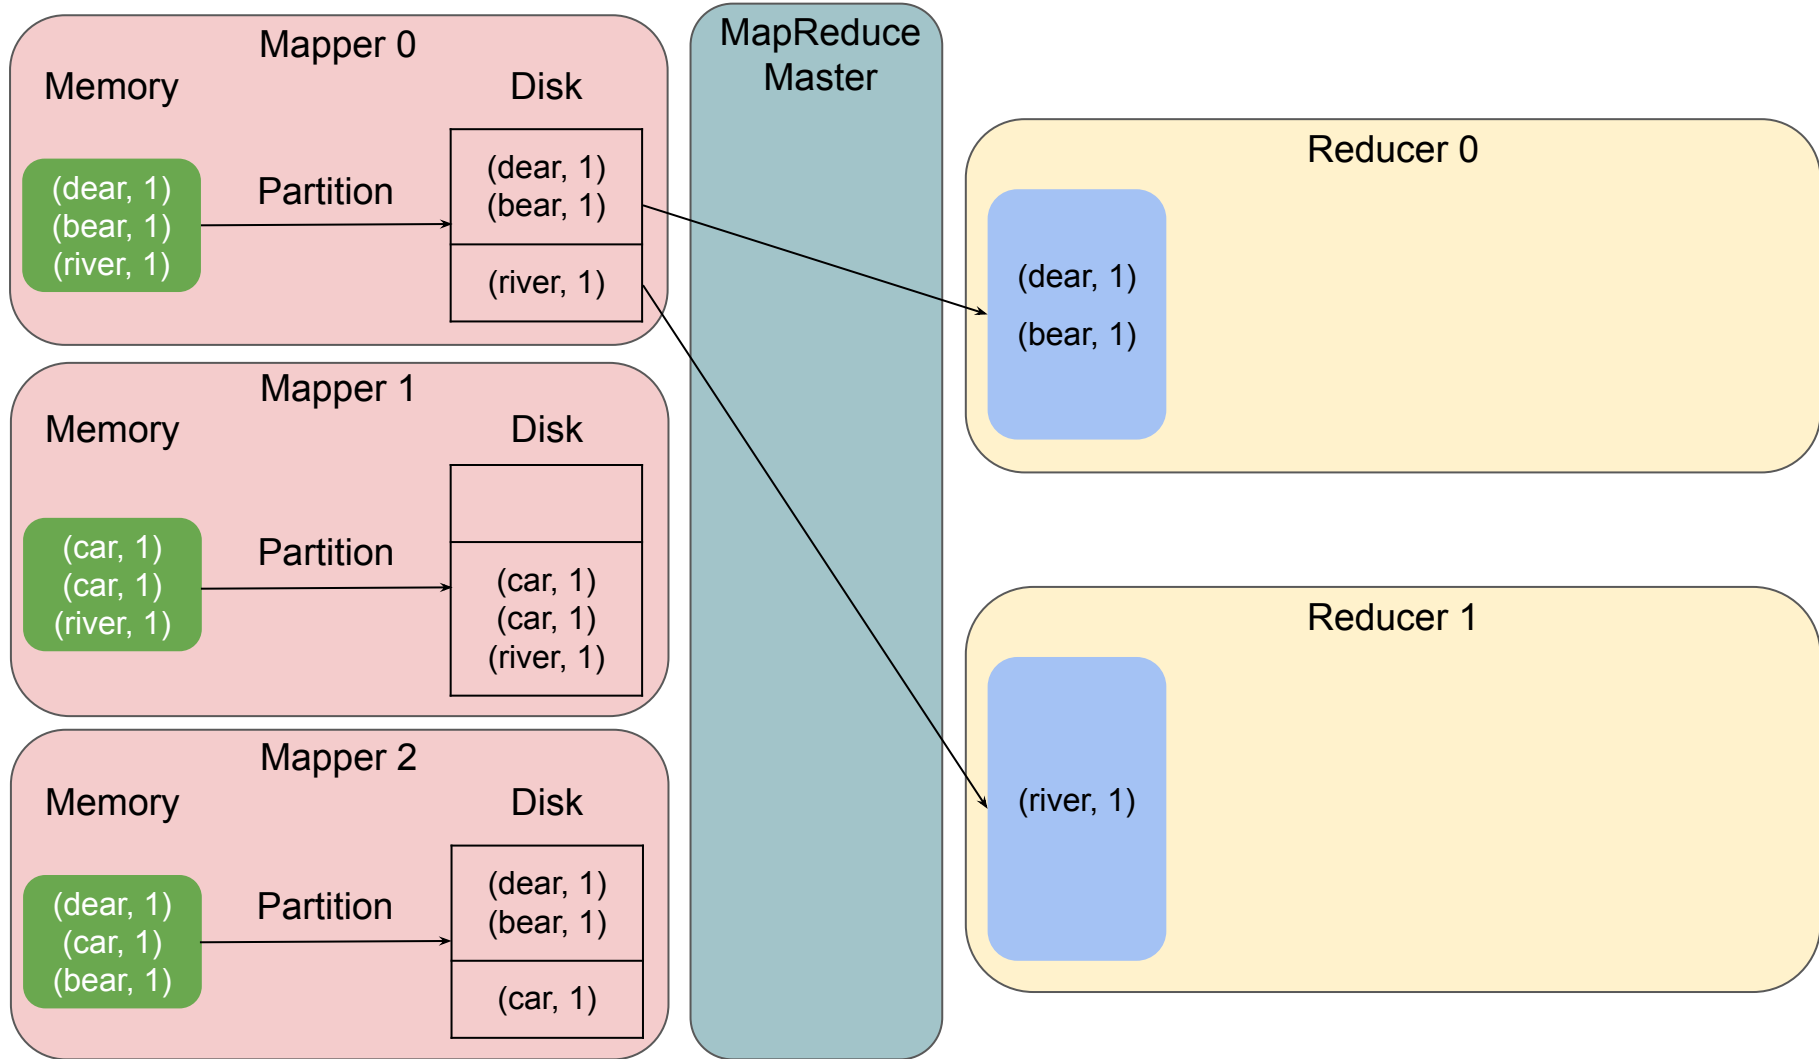 Mapper 0
Memory
Disk
(dear, 1)
(bear, 1)
(river, 1)
Partition
(dear, 1)
(bear, 1)
(river, 1)
Mapper 1
Memory
Disk
(car, 1)
(car, 1)
(river, 1)
Partition
(car, 1)
(car, 1)
(river, 1)
Mapper 2
Memory
Disk
(dear, 1)
(car, 1)
(bear, 1)
Partition
(dear, 1)
(bear, 1)
(car, 1)
MapReduce
Master
Reducer 0
(dear, 1)
(bear, 1)
Reducer 1
(river, 1)